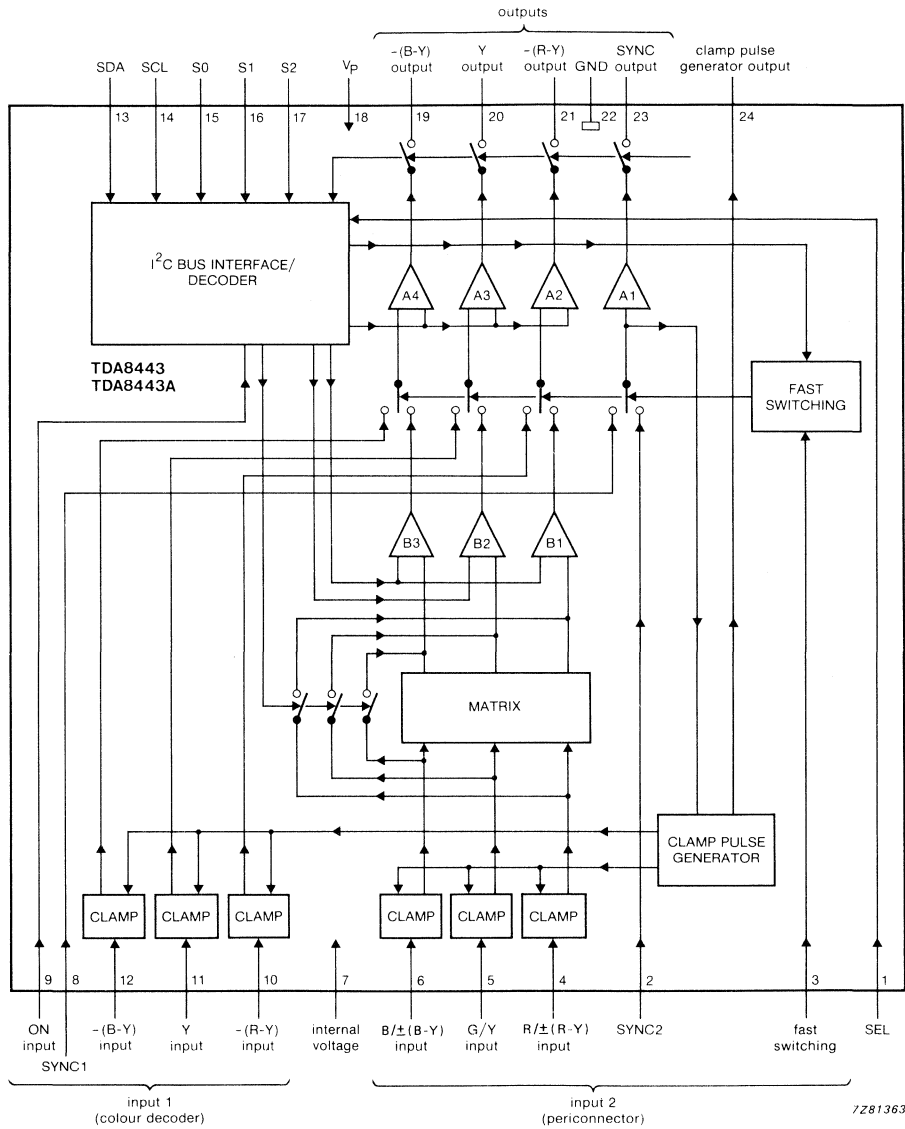 outputs
-(B-Y) output
Y output
-(R-Y) output
GND
SYNC output
clamp pulse generator output
SDA
SCL
S0
S1
S2
VP
13
14
15
16
17
18
19
20
21
22
23
24
I2C BUS INTERFACE/
DECODER
A4
A3
A2
A1
TDA8443
TDA8443A
FAST
SWITCHING
B3
B2
B1
MATRIX
CLAMP PULSE
GENERATOR
CLAMP
CLAMP
CLAMP
CLAMP
CLAMP
CLAMP
9
8
12
11
10
7
6
5
4
2
3
1
ON input
SYNC1
-(B-Y) input
Y input
-(R-Y) input
internal voltage
B/±(B-Y) input
G/Y input
R/±(R-Y) input
SYNC2
fast switching
SEL
input 1
(colour decoder)
input 2
(periconnector)
7Z81363